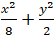 x²/8 + y²/2